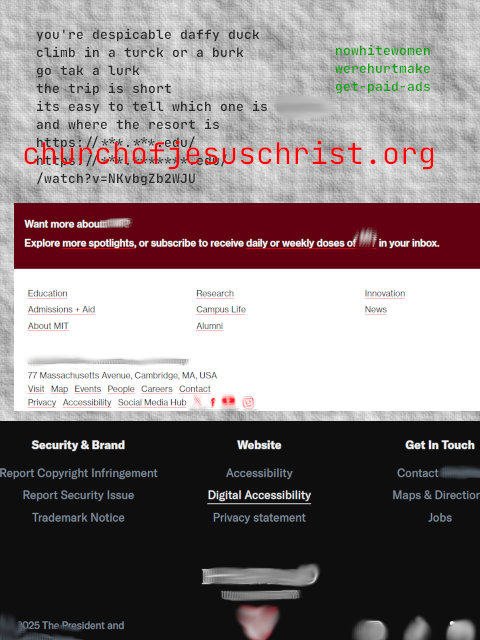 you're despicable daffy duck
climb in a turck or a burk
go tak a lurk
the trip is short
its easy to tell which one is
and where the resort is
https://***.***.edu/
https://***.*******.edu/
/watch?v=NKvbgZb2WJU
nowhitewomen
werehurtmake
get-paid-ads
churchofjesuschrist.org
Want more about
Explore more spotlights, or subscribe to receive daily or weekly doses of in your inbox.
Education Research Innovation
Admissions + Aid Campus Life News
About MIT Alumni
77 Massachusetts Avenue, Cambridge, MA, USA
Visit Map Events People Careers Contact
Privacy Accessibility Social Media Hub
Security & Brand Website Get In Touch
Report Copyright Infringement Accessibility Contact
Report Security Issue Digital Accessibility Maps & Direction
Trademark Notice Privacy statement Jobs
2025 The President and